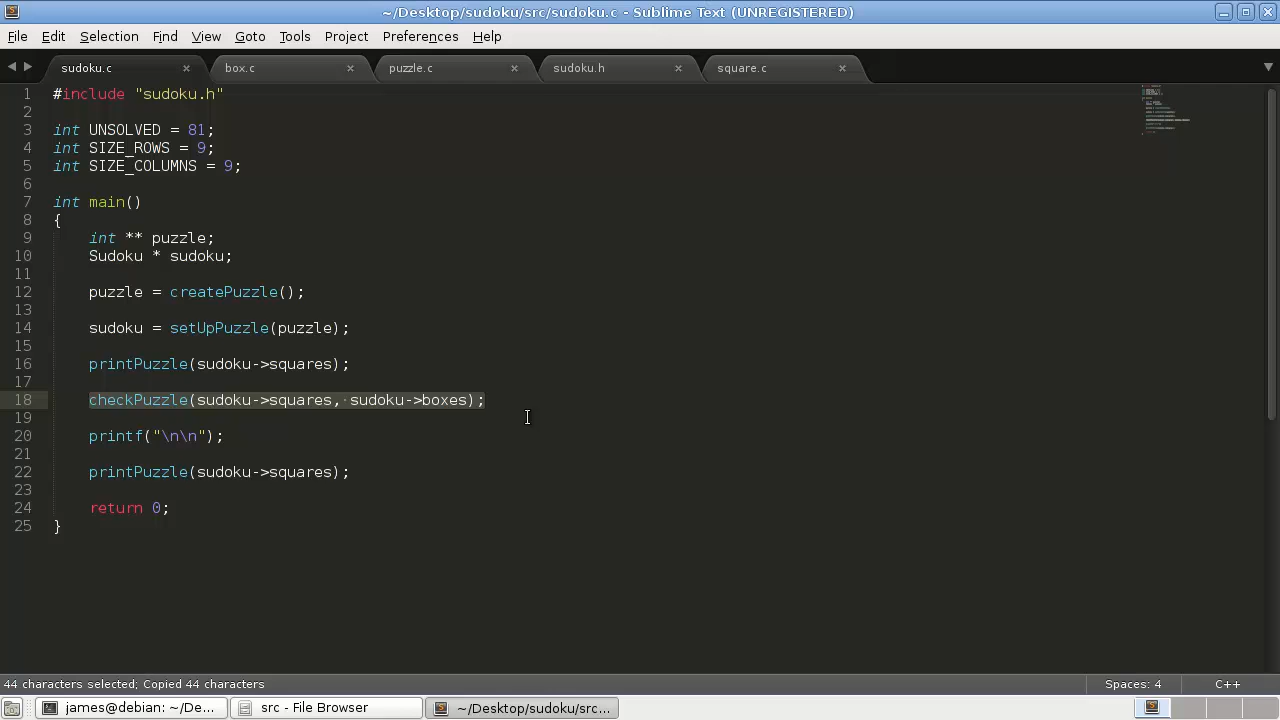 ~/Desktop/sudoku/src/sudoku.c - Sublime Text (UNREGISTERED)
File Edit Selection Find View Goto Tools Project Preferences Help
sudoku.c × box.c × puzzle.c × sudoku.h × square.c ×
1 #include "sudoku.h"
2
3 int UNSOLVED = 81;
4 int SIZE_ROWS = 9;
5 int SIZE_COLUMNS = 9;
6
7 int main()
8 {
9 int ** puzzle;
10 Sudoku * sudoku;
11
12 puzzle = createPuzzle();
13
14 sudoku = setUpPuzzle(puzzle);
15
16 printPuzzle(sudoku->squares);
17
18 checkPuzzle(sudoku->squares, sudoku->boxes);
19
20 printf("\n\n");
21
22 printPuzzle(sudoku->squares);
23
24 return 0;
25 }
44 characters selected; Copied 44 characters Spaces: 4 C++
james@debian: ~/De... src - File Browser ~/Desktop/sudoku/src...